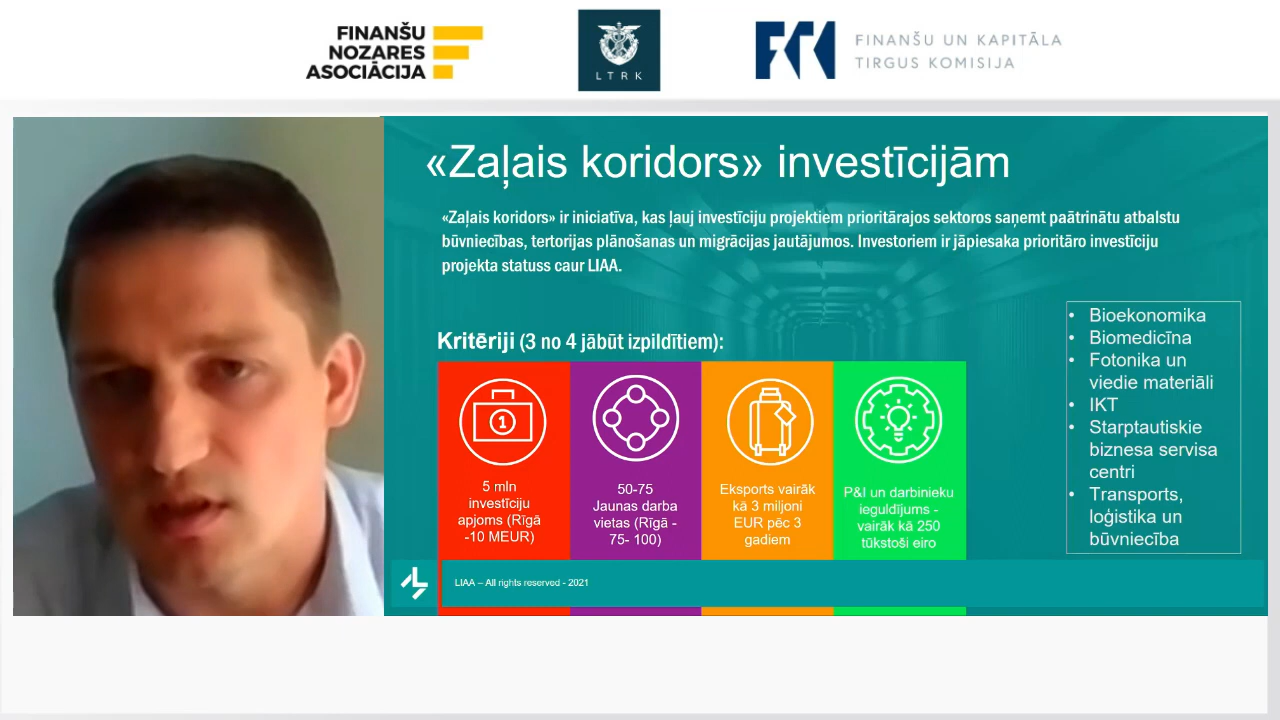 FINANŠU
NOZARES
ASOCIĀCIJA
LTRK
FINANŠU UN KAPITĀLA
TIRGUS KOMISIJA
«Zaļais koridors» investīcijām
«Zaļais koridors» ir iniciatīva, kas ļauj investīciju projektiem prioritārajos sektoros saņemt paātrinātu atbalstu
būvniecības, tertorijas plānošanas un migrācijas jautājumos. Investoriem ir jāpiesaka prioritāro investīciju
projekta statuss caur LIAA.
Kritēriji (3 no 4 jābūt izpildītiem):
1
5 mln
investīciju
apjoms (Rīgā
-10 MEUR)
50-75
Jaunas darba
vietas (Rīgā -
75- 100)
Eksports vairāk
kā 3 miljoni
EUR pēc 3
gadiem
P&I un darbinieku
ieguldījums -
vairāk kā 250
tūkstoši eiro
• Bioekonomika
• Biomedicīna
• Fotonika un
viedie materiāli
• IKT
• Starptautiskie
biznesa servisa
centri
• Transports,
loģistika un
būvniecība
LIAA – All rights reserved - 2021